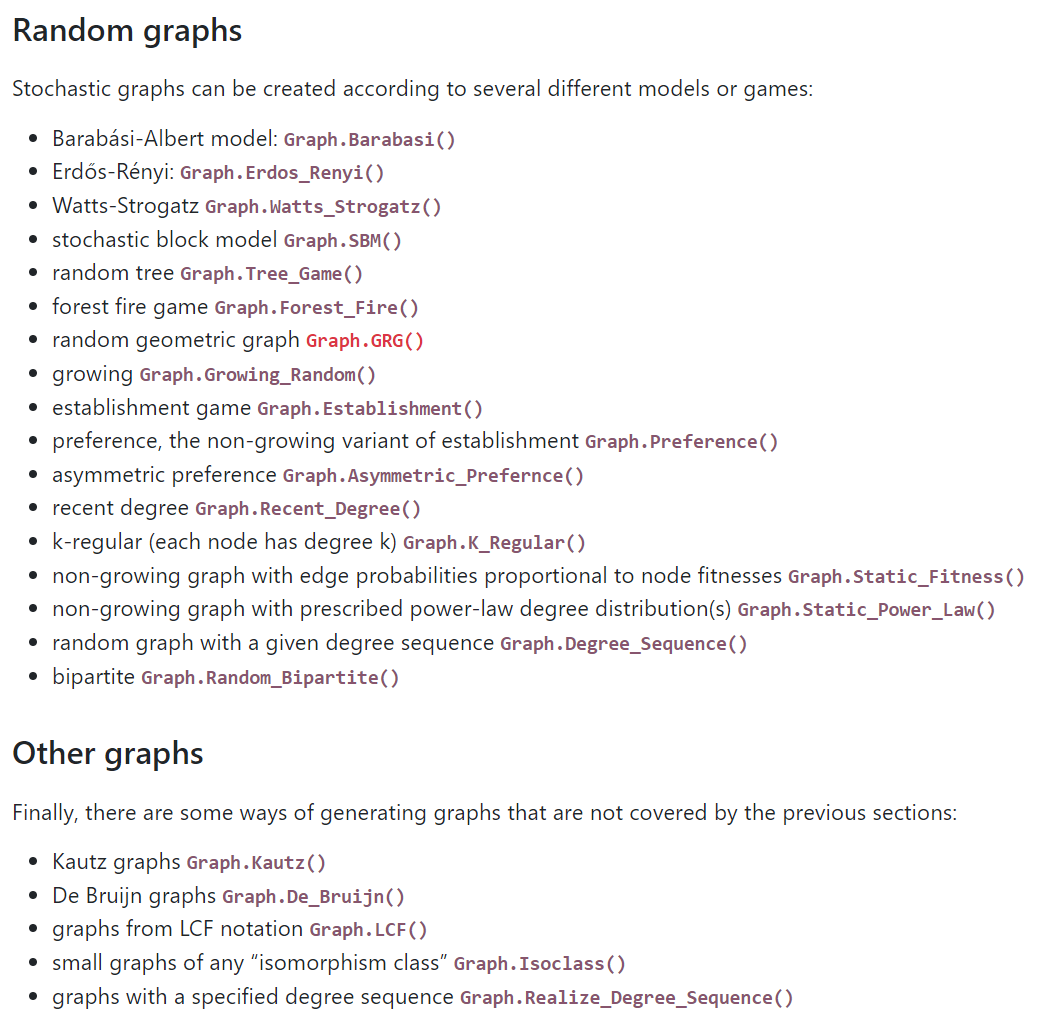 Random graphs
Stochastic graphs can be created according to several different models or games:
• Barabási-Albert model: Graph.Barabasi()
• Erdős-Rényi: Graph.Erdos_Renyi()
• Watts-Strogatz Graph.Watts_Strogatz()
• stochastic block model Graph.SBM()
• random tree Graph.Tree_Game()
• forest fire game Graph.Forest_Fire()
• random geometric graph Graph.GRG()
• growing Graph.Growing_Random()
• establishment game Graph.Establishment()
• preference, the non-growing variant of establishment Graph.Preference()
• asymmetric preference Graph.Asymmetric_Prefernce()
• recent degree Graph.Recent_Degree()
• k-regular (each node has degree k) Graph.K_Regular()
• non-growing graph with edge probabilities proportional to node fitnesses Graph.Static_Fitness()
• non-growing graph with prescribed power-law degree distribution(s) Graph.Static_Power_Law()
• random graph with a given degree sequence Graph.Degree_Sequence()
• bipartite Graph.Random_Bipartite()
Other graphs
Finally, there are some ways of generating graphs that are not covered by the previous sections:
• Kautz graphs Graph.Kautz()
• De Bruijn graphs Graph.De_Bruijn()
• graphs from LCF notation Graph.LCF()
• small graphs of any “isomorphism class” Graph.Isoclass()
• graphs with a specified degree sequence Graph.Realize_Degree_Sequence()